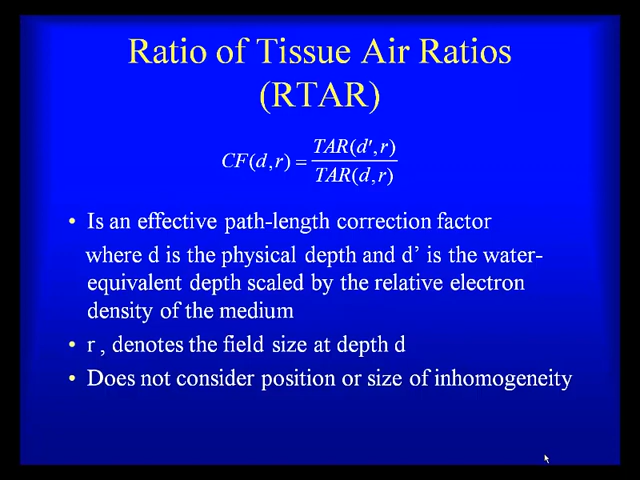 Ratio of Tissue Air Ratios
(RTAR)
CF(d,r) = TAR(d',r) / TAR(d,r)
• Is an effective path-length correction factor
where d is the physical depth and d' is the water-
equivalent depth scaled by the relative electron
density of the medium
• r , denotes the field size at depth d
• Does not consider position or size of inhomogeneity